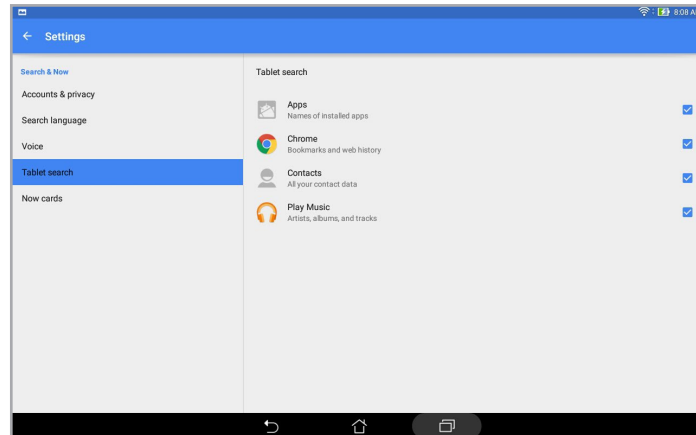 8:08 A
Settings
Search & Now
Accounts & privacy
Search language
Voice
Tablet search
Now cards
Tablet search
Apps
Names of installed apps
Chrome
Bookmarks and web history
Contacts
All your contact data
Play Music
Artists, albums, and tracks